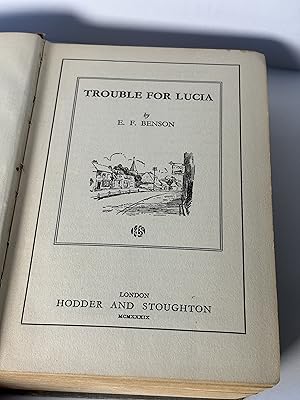 TROUBLE FOR LUCIA
by
E. F. BENSON
LONDON
HODDER AND STOUGHTON
MCMXXXIX